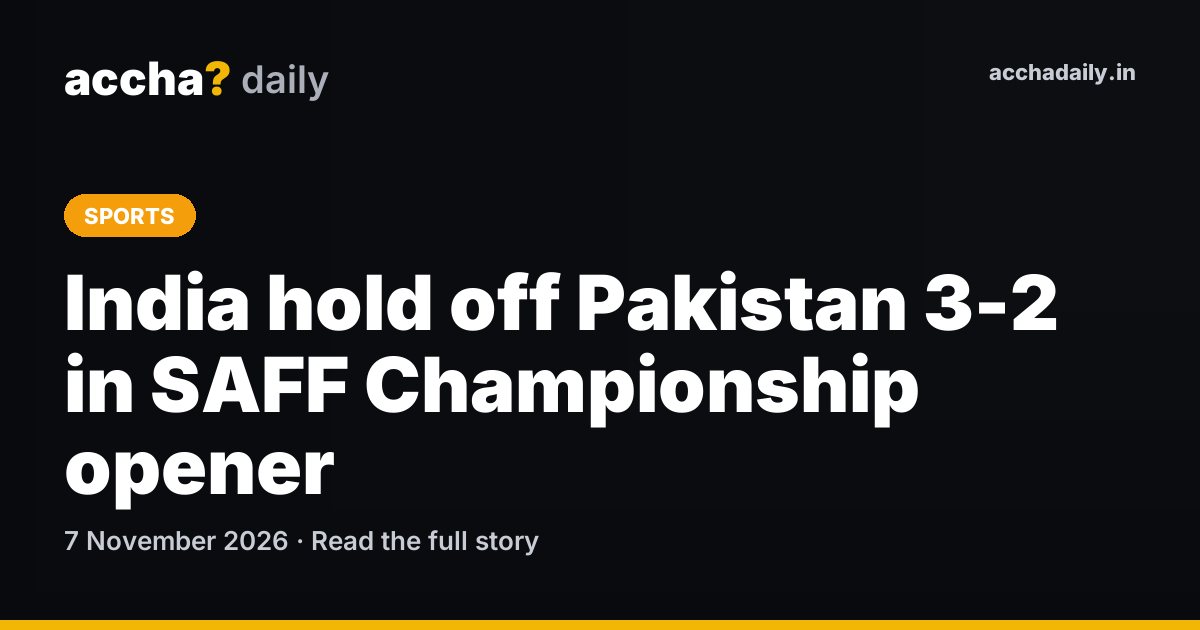 accha? daily
acchadaily.in
SPORTS
India hold off Pakistan 3-2
in SAFF Championship
opener
7 November 2026 · Read the full story